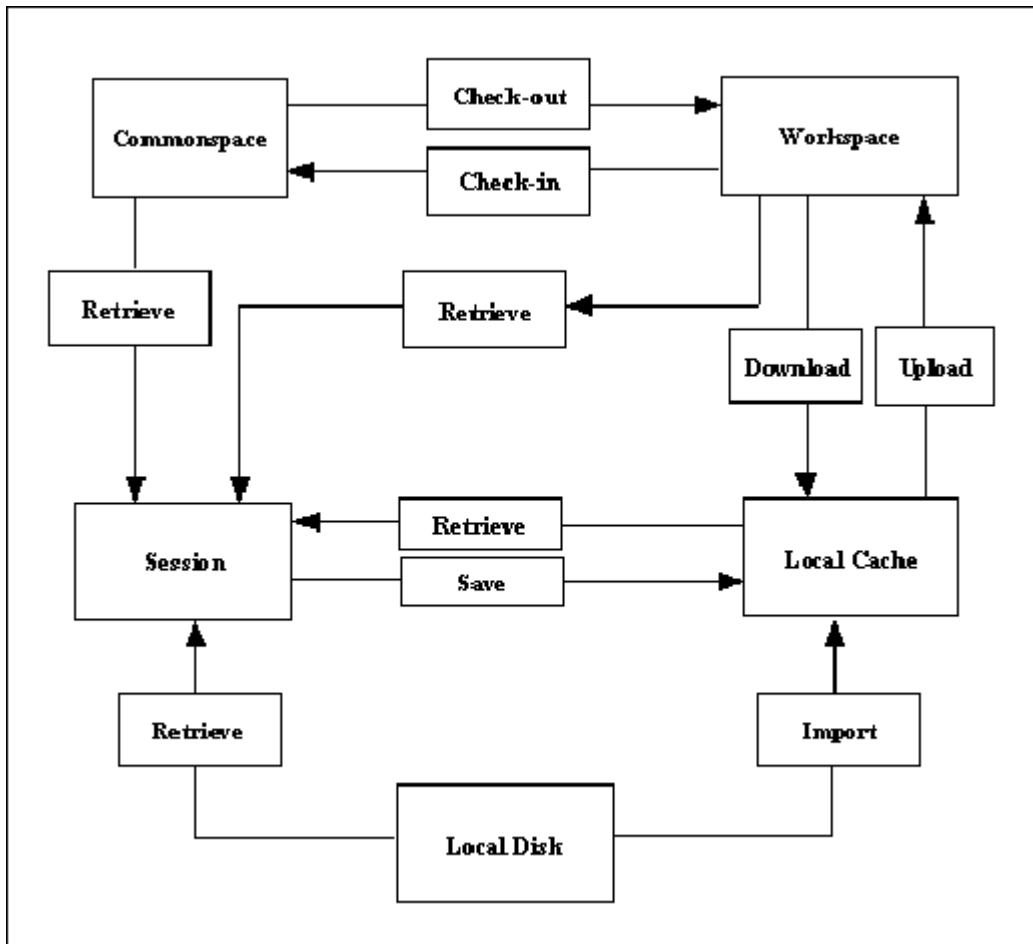 Check-out
Commonspace
Workspace
Check-in
Retrieve
Retrieve
Download
Upload
Retrieve
Session
Local Cache
Save
Retrieve
Import
Local Disk